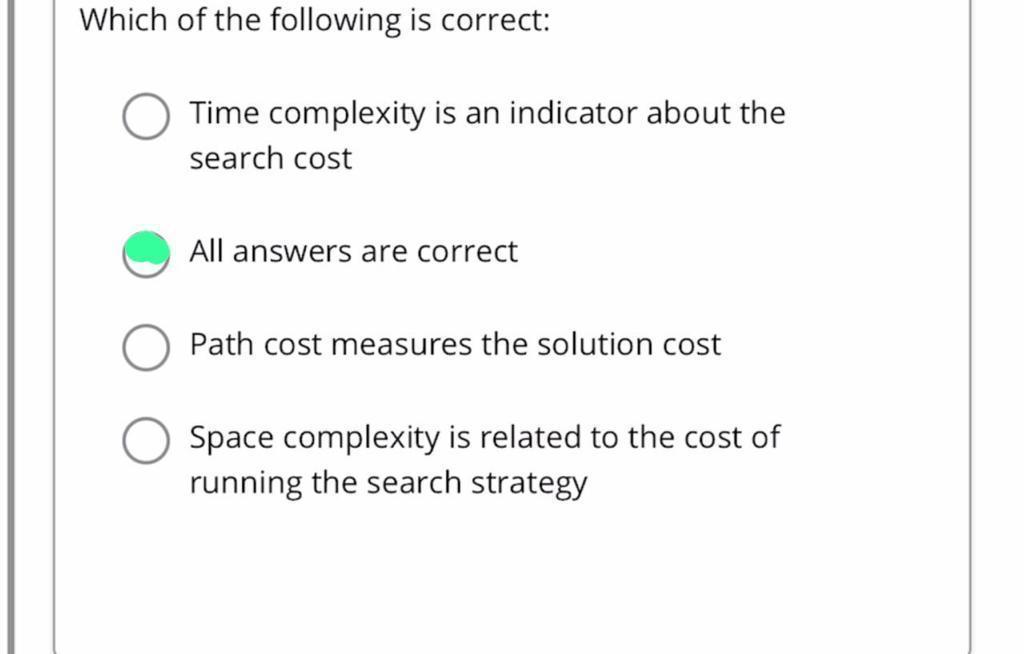 Which of the following is correct:
Time complexity is an indicator about the
search cost
All answers are correct
Path cost measures the solution cost
Space complexity is related to the cost of
running the search strategy